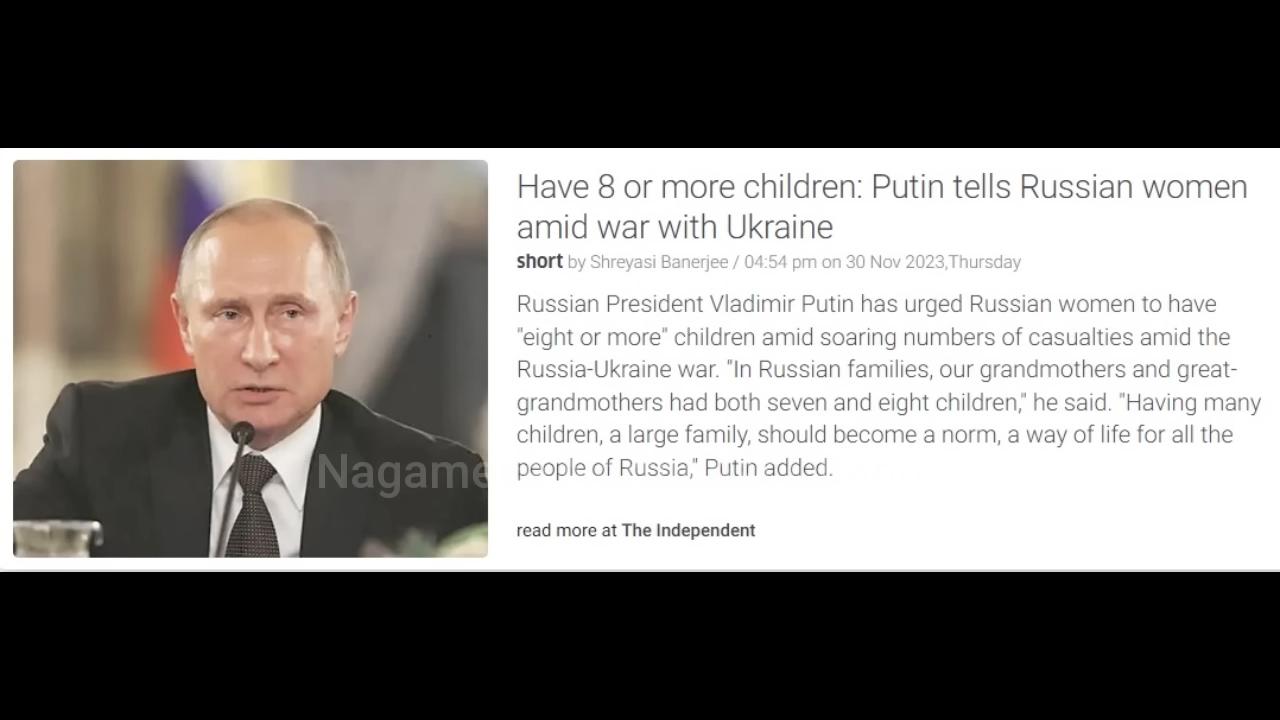 Have 8 or more children: Putin tells Russian women
amid war with Ukraine
short by Shreyasi Banerjee / 04:54 pm on 30 Nov 2023,Thursday
Russian President Vladimir Putin has urged Russian women to have
"eight or more" children amid soaring numbers of casualties amid the
Russia-Ukraine war. "In Russian families, our grandmothers and great-
grandmothers had both seven and eight children," he said. "Having many
children, a large family, should become a norm, a way of life for all the
people of Russia," Putin added.
Nagame
read more at The Independent